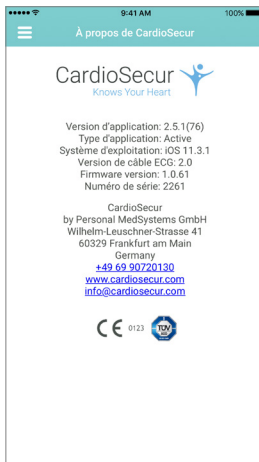 9:41 AM
100%
À propos de CardioSecur
CardioSecur
Knows Your Heart
Version d'application: 2.5.1(76)
Type d'application: Active
Système d'exploitation: iOS 11.3.1
Version de câble ECG: 2.0
Firmware version: 1.0.61
Numéro de série: 2261
CardioSecur
by Personal MedSystems GmbH
Wilhelm-Leuschner-Strasse 41
60329 Frankfurt am Main
Germany
+49 69 90720130
www.cardiosecur.com
info@cardiosecur.com
CE 0123 TÜV